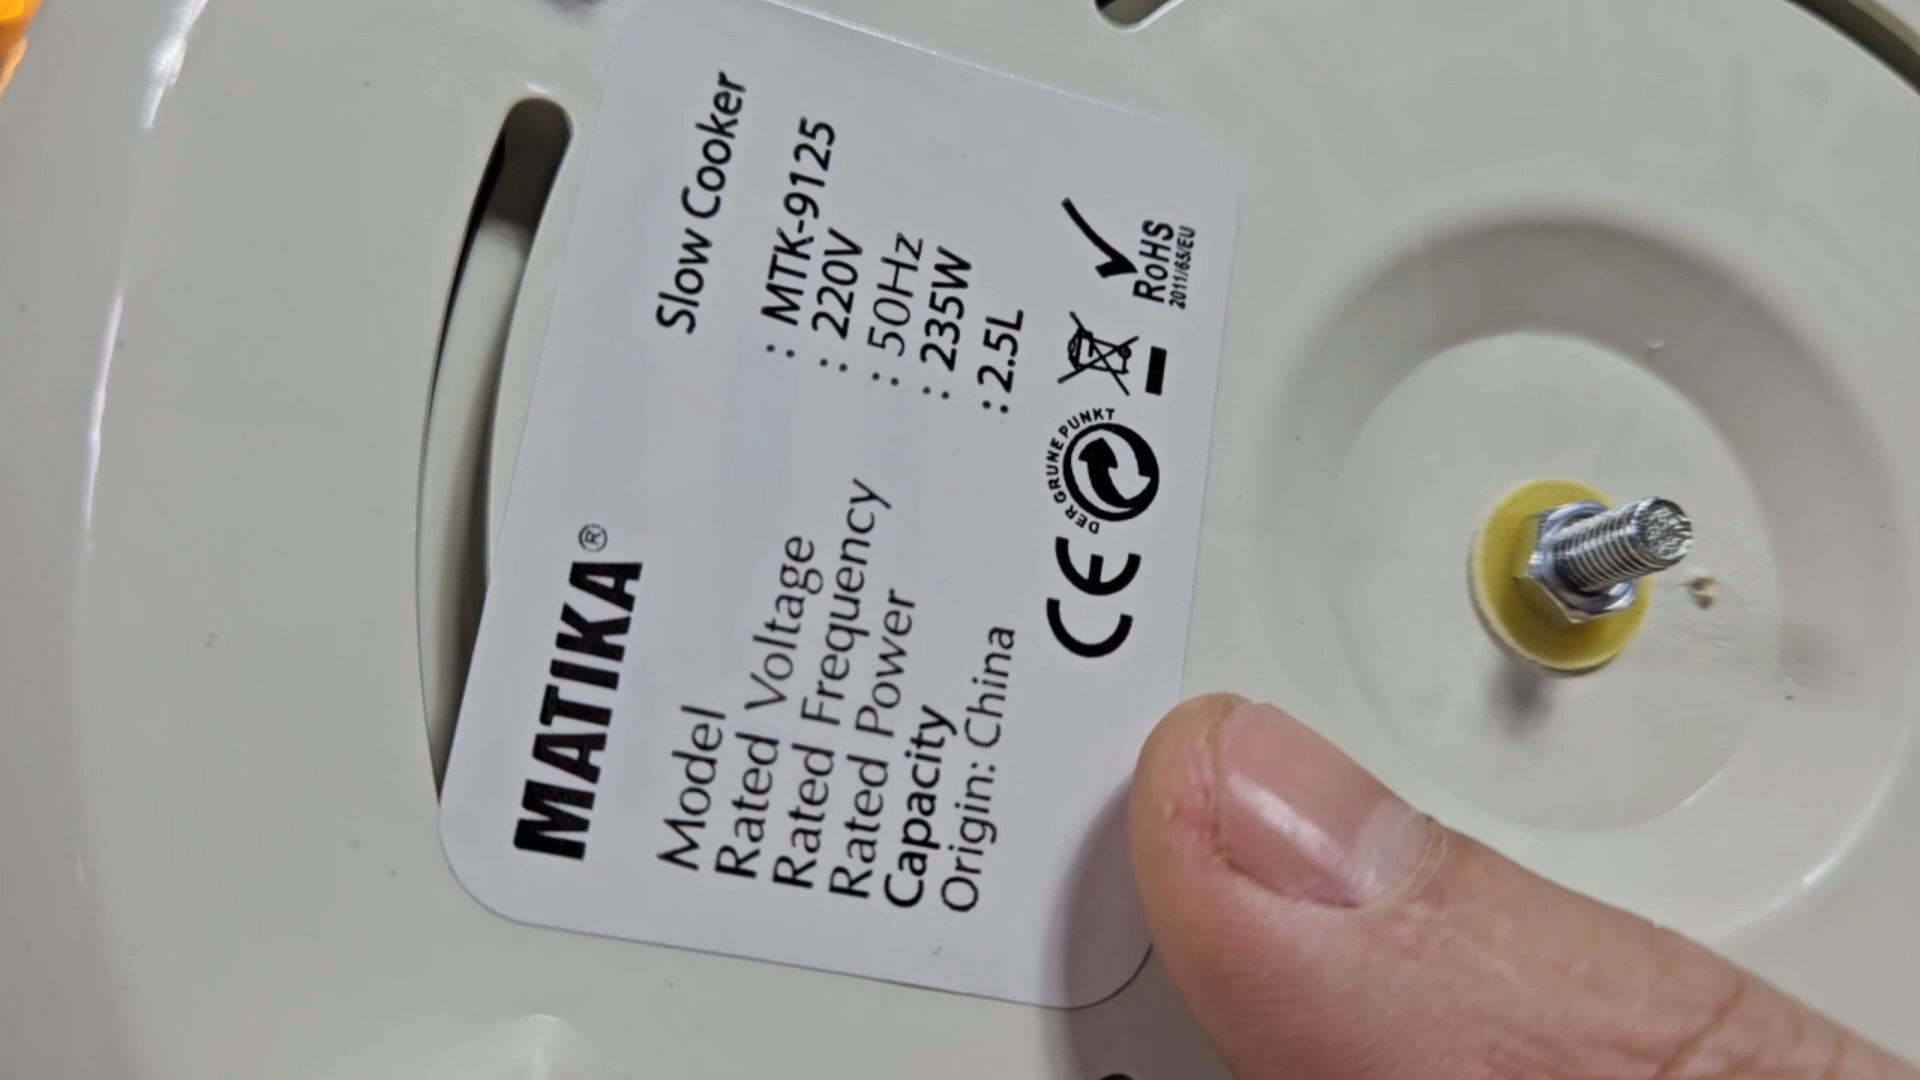 MATIKA®
Slow Cooker
Model : MTK-9125
Rated Voltage : 220V
Rated Frequency : 50Hz
Rated Power : 235W
Capacity : 2.5L
Origin: China
CE
DER GRUNE PUNKT
RoHS
2011/65/EU